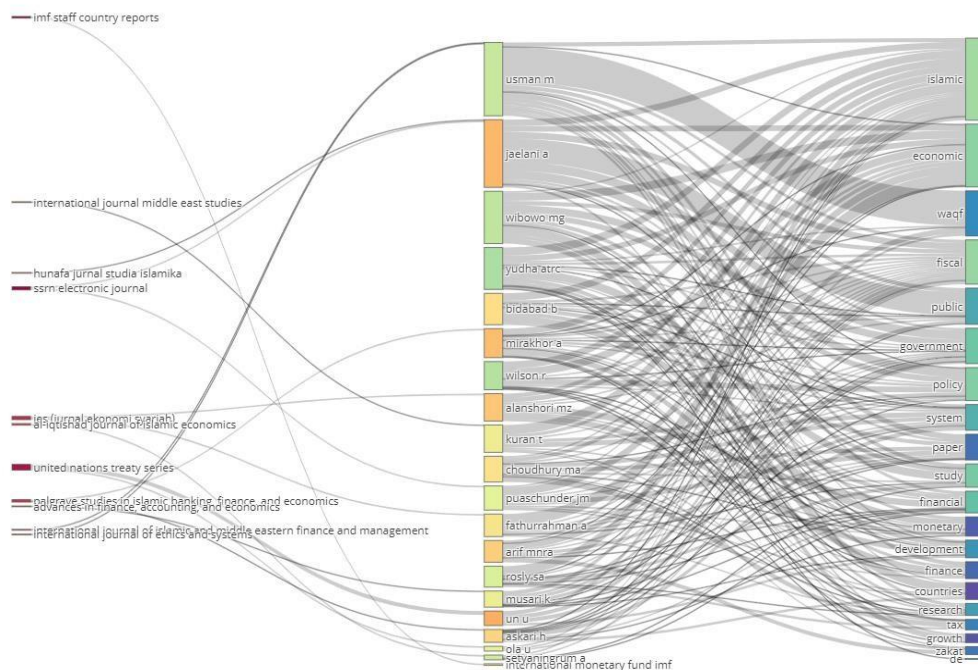 imf staff country reports
international journal middle east studies
hunafa jurnal studia islamika
ssrn electronic journal
jes (jurnal ekonomi syariah)
al-iqtishad journal of islamic economics
united nations treaty series
palgrave studies in islamic banking, finance, and economics
advances in finance, accounting, and economics
international journal of islamic and middle eastern finance and management
international journal of ethics and systems
usman m
jaelani a
wibowo mg
yudha atrc
bidabad b
mirakhor a
wilson r
alanshori mz
kuran t
choudhury ma
puaschunder jm
fathurrahman a
arif mnra
rosly sa
musari k
un u
askari h
ola u
setyaningrum a
international monetary fund imf
islamic
economic
waqf
fiscal
public
government
policy
system
paper
study
financial
monetary
development
finance
countries
research
tax
growth
zakat
de